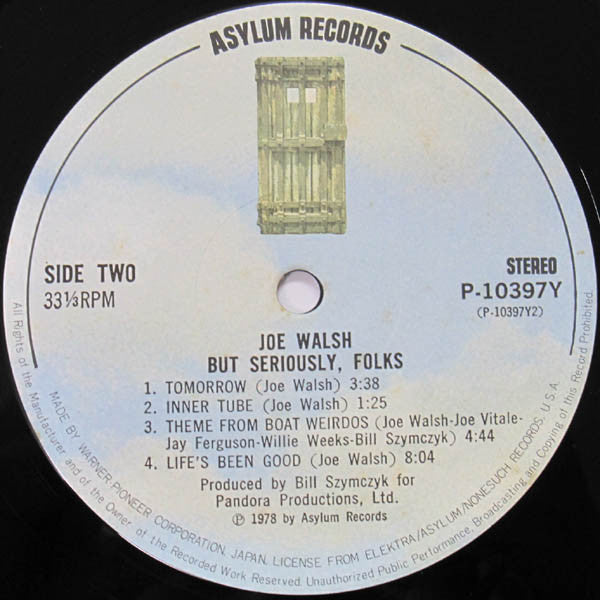 ASYLUM RECORDS
SIDE TWO
33⅓RPM
STEREO
P-10397Y
(P-10397Y2)
JOE WALSH
BUT SERIOUSLY, FOLKS
1. TOMORROW (Joe Walsh) 3:38
2. INNER TUBE (Joe Walsh) 1:25
3. THEME FROM BOAT WEIRDOS (Joe Walsh-Joe Vitale-
Jay Ferguson-Willie Weeks-Bill Szymczyk) 4:44
4. LIFE'S BEEN GOOD (Joe Walsh) 8:04
Produced by Bill Szymczyk for
Pandora Productions, Ltd.
℗ 1978 by Asylum Records
MADE BY WARNER-PIONEER CORPORATION, JAPAN, LICENSE FROM ELEKTRA/ASYLUM/NONESUCH RECORDS, U.S.A.
All Rights of the Manufacturer and of the Owner of the Recorded Work Reserved. Unauthorized Public Performance, Broadcasting and Copying of this Record Prohibited.